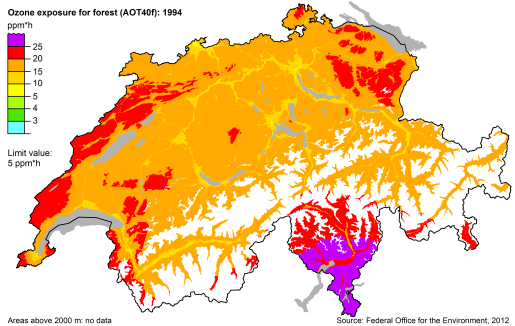 Ozone exposure for forest (AOT40f): 1994
ppm*h
25
20
15
10
5
4
3
Limit value:
5 ppm*h
Areas above 2000 m: no data
Source: Federal Office for the Environment, 2012